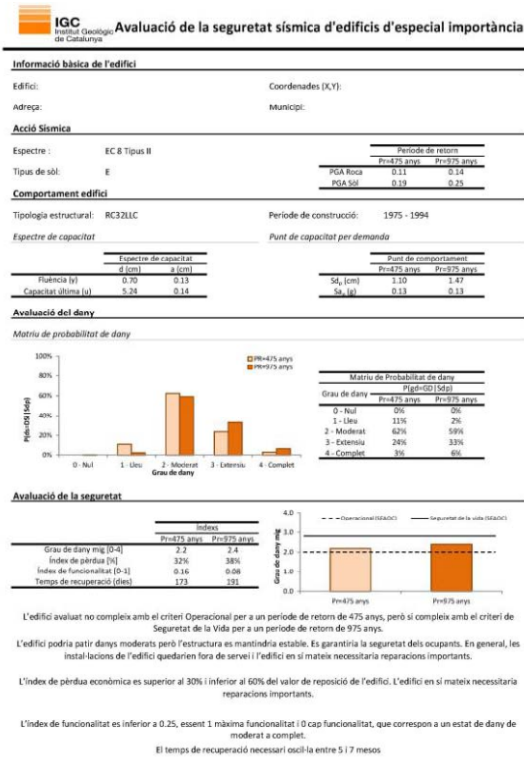 IGC
Institut Geològic
de Catalunya
Avaluació de la seguretat sísmica d'edificis d'especial importància
Informació bàsica de l'edifici
Edifici: Coordenades (X,Y):
Adreça: Municipi:
Acció Sísmica
Espectre : EC 8 Tipus II
Tipus de sòl: E
Període de retorn
Pr=475 anys Pr=975 anys
PGA Roca 0.11 0.14
PGA Sòl 0.19 0.25
Comportament edifici
Tipologia estructural: RC32LLC Període de construcció: 1975 - 1994
Espectre de capacitat Punt de capacitat per demanda
Espectre de capacitat
d (cm) a (cm)
Fluència (y) 0.70 0.13
Capacitat última (u) 5.24 0.14
Punt de comportament
Pr=475 anys Pr=975 anys
Sdp (cm) 1.10 1.47
Sap (g) 0.13 0.13
Avaluació del dany
Matriu de probabilitat de dany
PR=475 anys
PR=975 anys
100%
80%
60%
40%
20%
0%
P(ds=DSi|Sdp)
0 - Nul 1 - Lleu 2 - Moderat 3 - Extensiu 4 - Complet
Grau de dany
Matriu de Probabilitat de dany
Grau de dany P(gd=GD|Sdp)
Pr=475 anys Pr=975 anys
0 - Nul 0% 0%
1 - Lleu 11% 2%
2 - Moderat 62% 59%
3 - Extensiu 24% 33%
4 - Complet 3% 6%
Avaluació de la seguretat
Índexs
Pr=475 anys Pr=975 anys
Grau de dany mig [0-4] 2.2 2.4
Índex de pèrdua [%] 32% 38%
Índex de funcionalitat [0-1] 0.16 0.08
Temps de recuperació (dies) 173 191
Operacional (SEAOC) Seguretat de la vida (SEAOC)
4.0
3.0
2.0
1.0
0.0
Grau de dany mig
Pr=475 anys Pr=975 anys
L'edifici avaluat no compleix amb el criteri Operacional per a un període de retorn de 475 anys, però si compleix amb el criteri de
Seguretat de la Vida per a un període de retorn de 975 anys.
L'edifici podria patir danys moderats però l'estructura es mantindria estable. Es garantiria la seguretat dels ocupants. En general, les
instal·lacions de l'edifici quedarien fora de servei i l'edifici en sí mateix necessitaria reparacions importants.
L'índex de pèrdua econòmica es superior al 30% i inferior al 60% del valor de reposició de l'edifici. L'edifici en sí mateix necessitaria
reparacions importants.
L'índex de funcionalitat es inferior a 0.25, essent 1 màxima funcionalitat i 0 cap funcionalitat, que correspon a un estat de dany de
moderat a complet.
El temps de recuperació necessari oscil·la entre 5 i 7 mesos